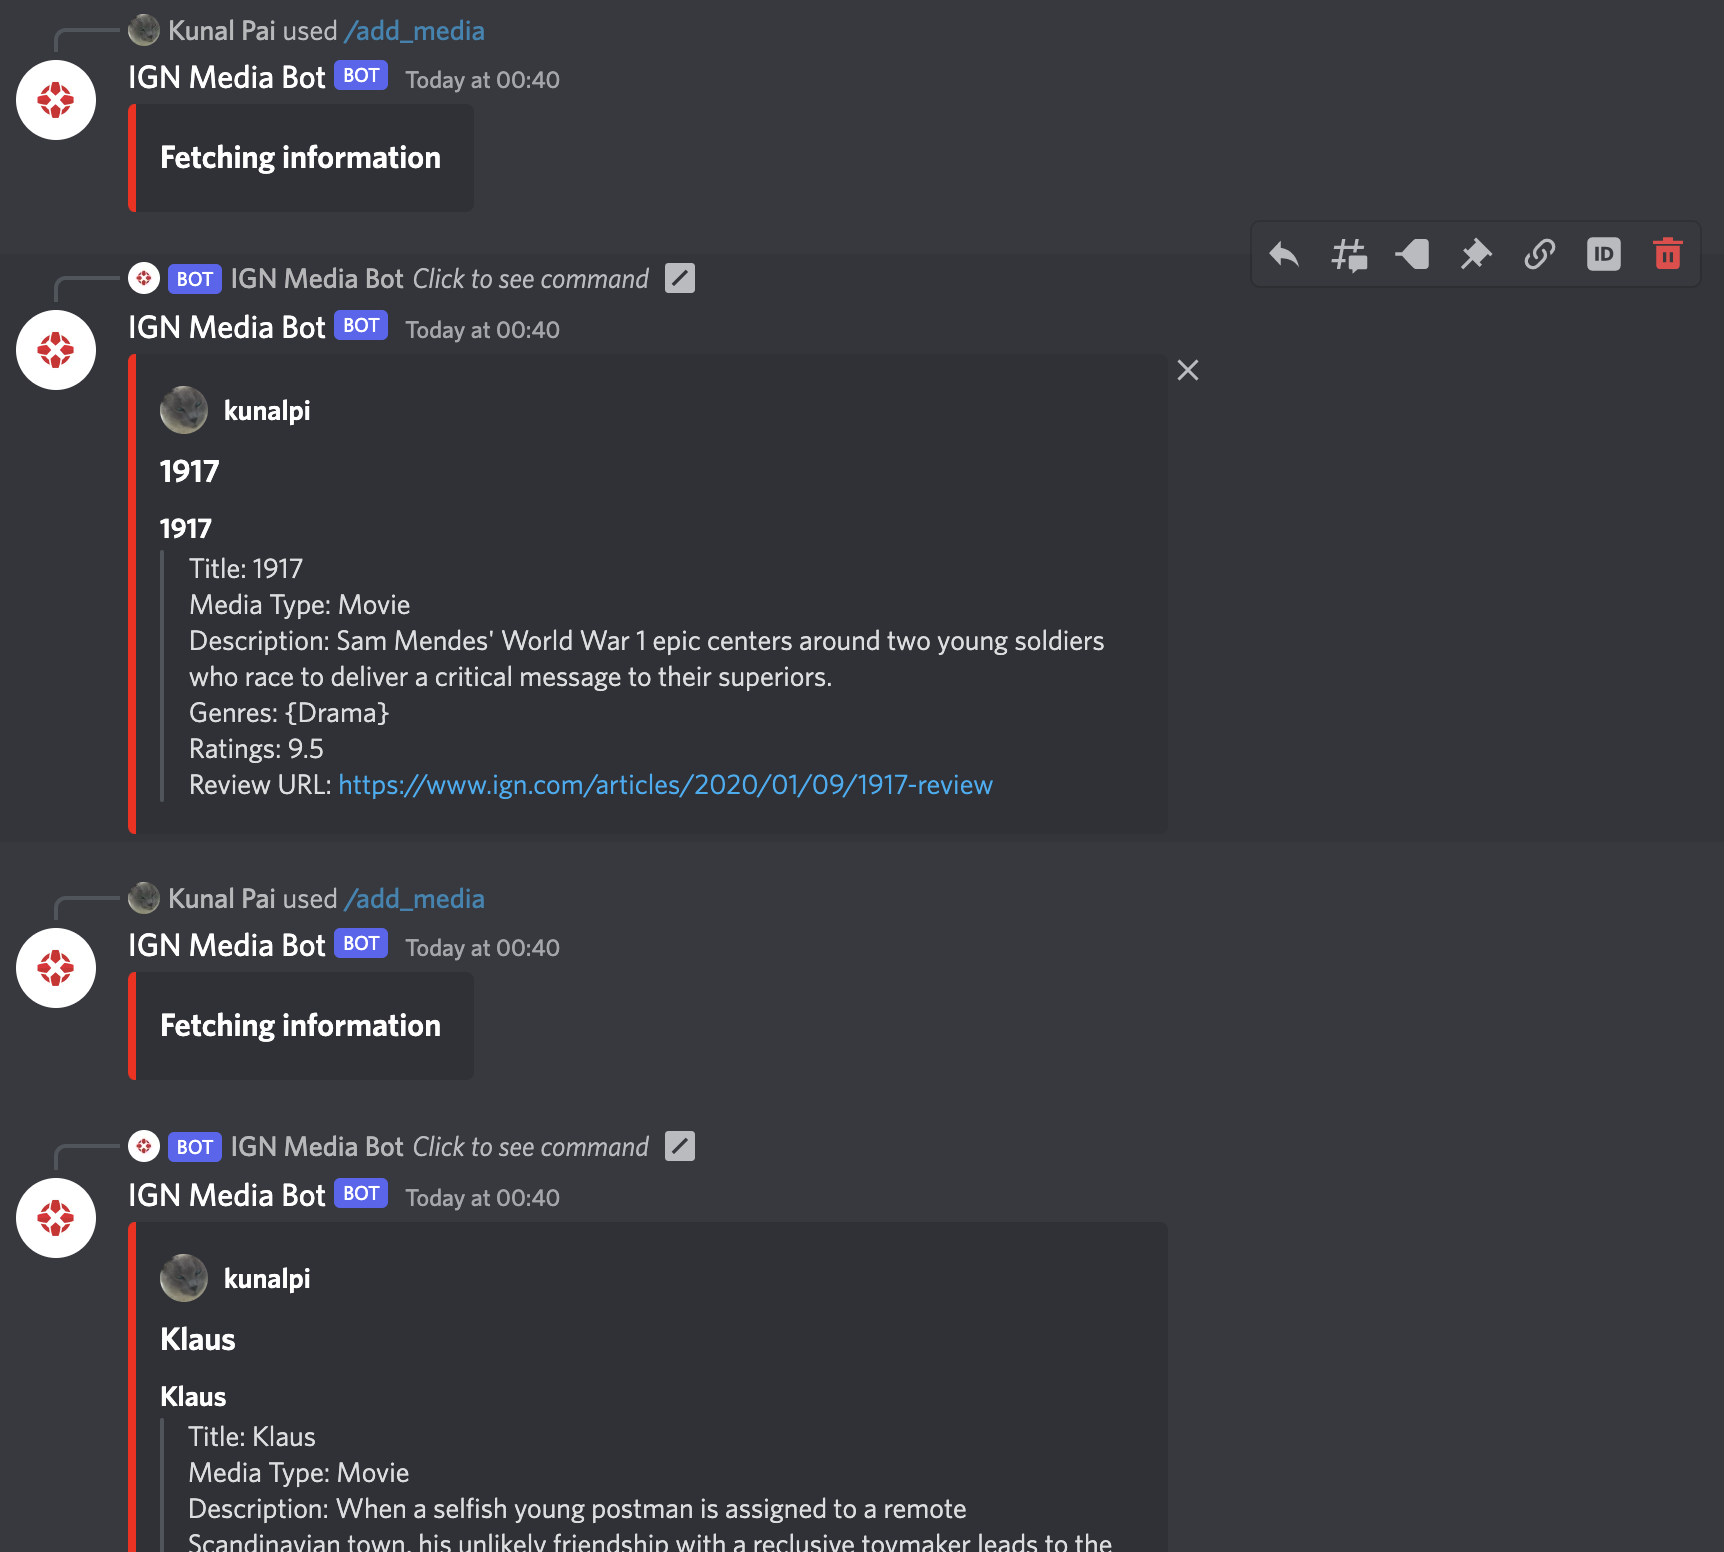 Kunal Pai used /add_media
IGN Media Bot BOT Today at 00:40
Fetching information
ID
BOT IGN Media Bot Click to see command
IGN Media Bot BOT Today at 00:40
kunalpi
1917
1917
Title: 1917
Media Type: Movie
Description: Sam Mendes' World War 1 epic centers around two young soldiers
who race to deliver a critical message to their superiors.
Genres: {Drama}
Ratings: 9.5
Review URL: https://www.ign.com/articles/2020/01/09/1917-review
Kunal Pai used /add_media
IGN Media Bot BOT Today at 00:40
Fetching information
BOT IGN Media Bot Click to see command
IGN Media Bot BOT Today at 00:40
kunalpi
Klaus
Klaus
Title: Klaus
Media Type: Movie
Description: When a selfish young postman is assigned to a remote
Scandinavian town, his unlikely friendship with a reclusive toymaker leads to the